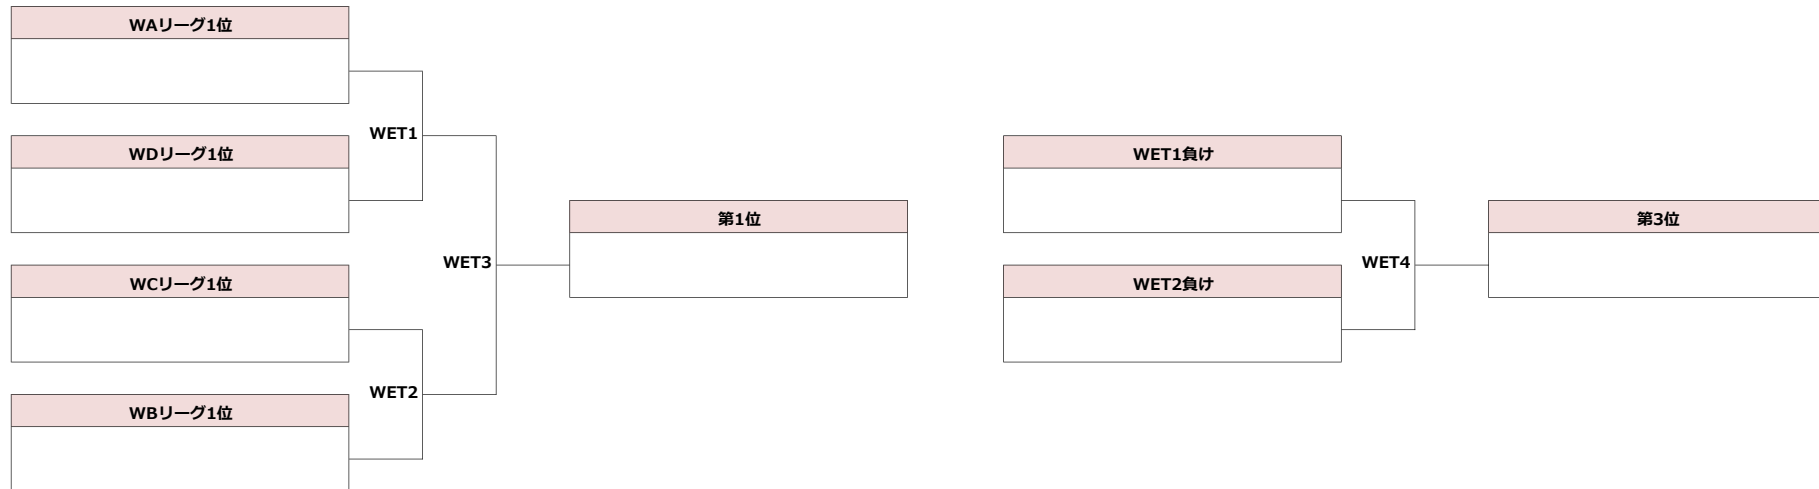 WAリーグ1位
WET1
WDリーグ1位
WET3
第1位
WCリーグ1位
WET2
WBリーグ1位
WET1負け
WET4
第3位
WET2負け